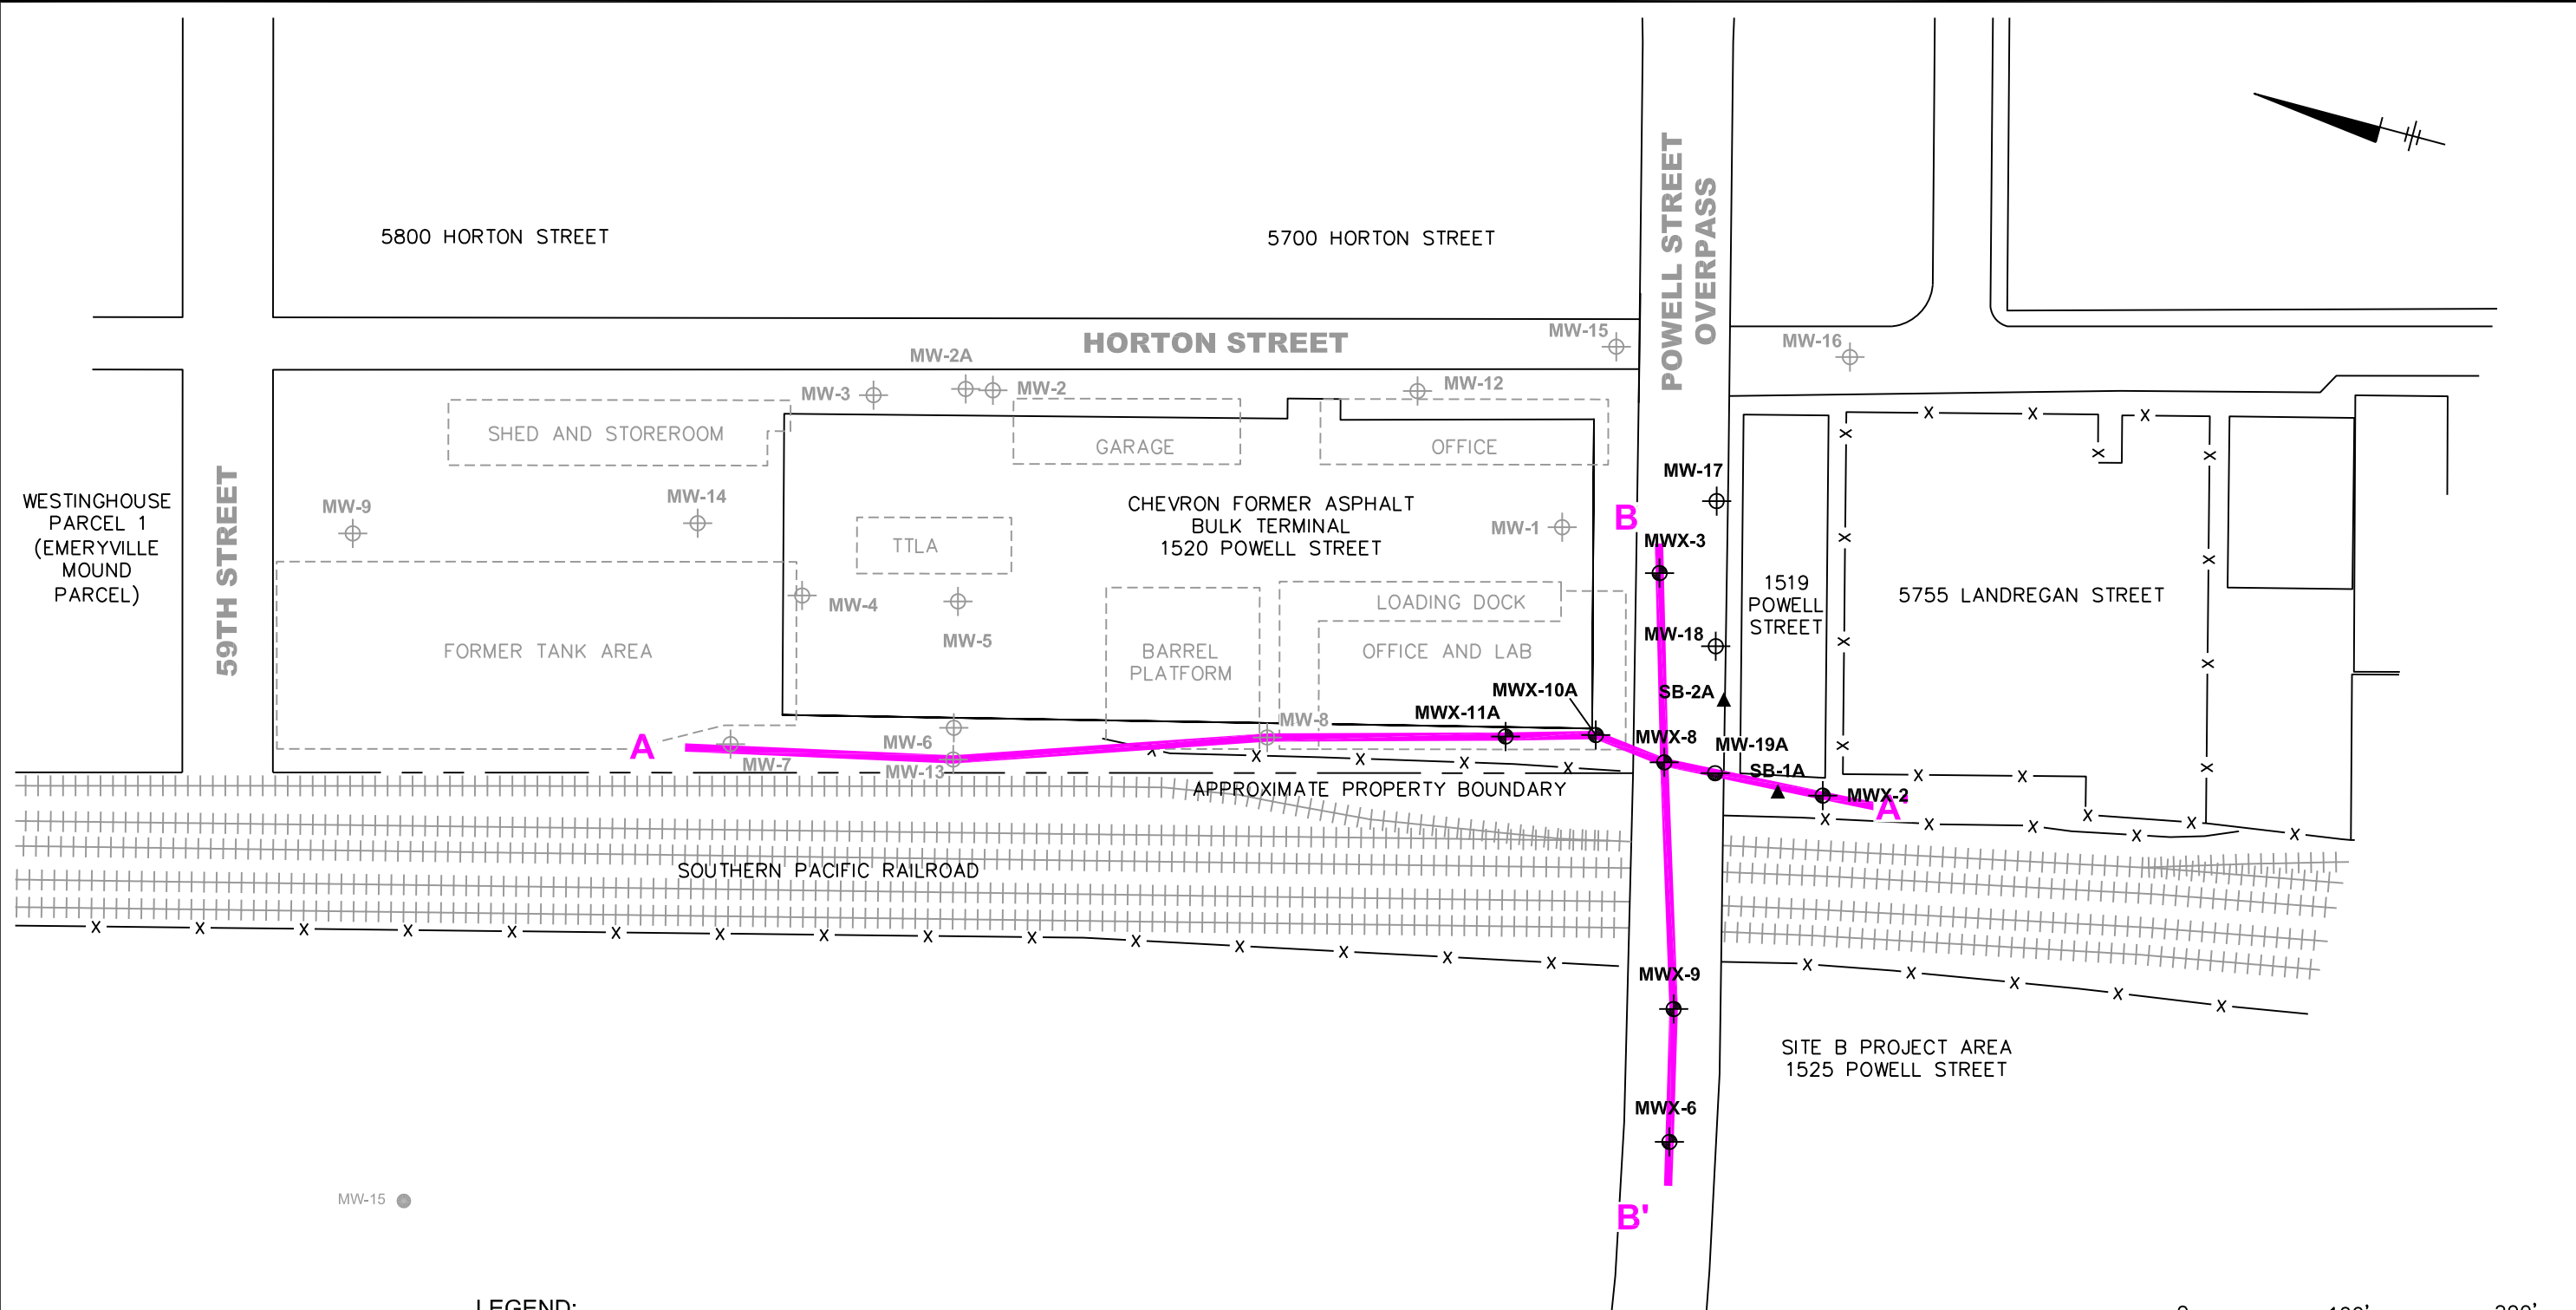 5800 HORTON STREET
5700 HORTON STREET
POWELL STREET
OVERPASS
HORTON STREET
MW-15
MW-16
MW-2A
MW-3
MW-2
MW-12
SHED AND STOREROOM
GARAGE
OFFICE
MW-17
WESTINGHOUSE
PARCEL 1
(EMERYVILLE
MOUND
PARCEL)
59TH STREET
MW-9
MW-14
CHEVRON FORMER ASPHALT
BULK TERMINAL
1520 POWELL STREET
MW-1
B
MWX-3
TTLA
MW-4
MW-5
LOADING DOCK
1519
POWELL
STREET
5755 LANDREGAN STREET
FORMER TANK AREA
BARREL
PLATFORM
OFFICE AND LAB
MW-18
SB-2A
MWX-10A
MWX-11A
MW-8
MWX-8
MW-19A
A
MW-6
MW-7
MW-13
SB-1A
MWX-2
A'
APPROXIMATE PROPERTY BOUNDARY
SOUTHERN PACIFIC RAILROAD
MWX-9
SITE B PROJECT AREA
1525 POWELL STREET
MWX-6
MW-15
B'
LEGEND:
0 100' 200'